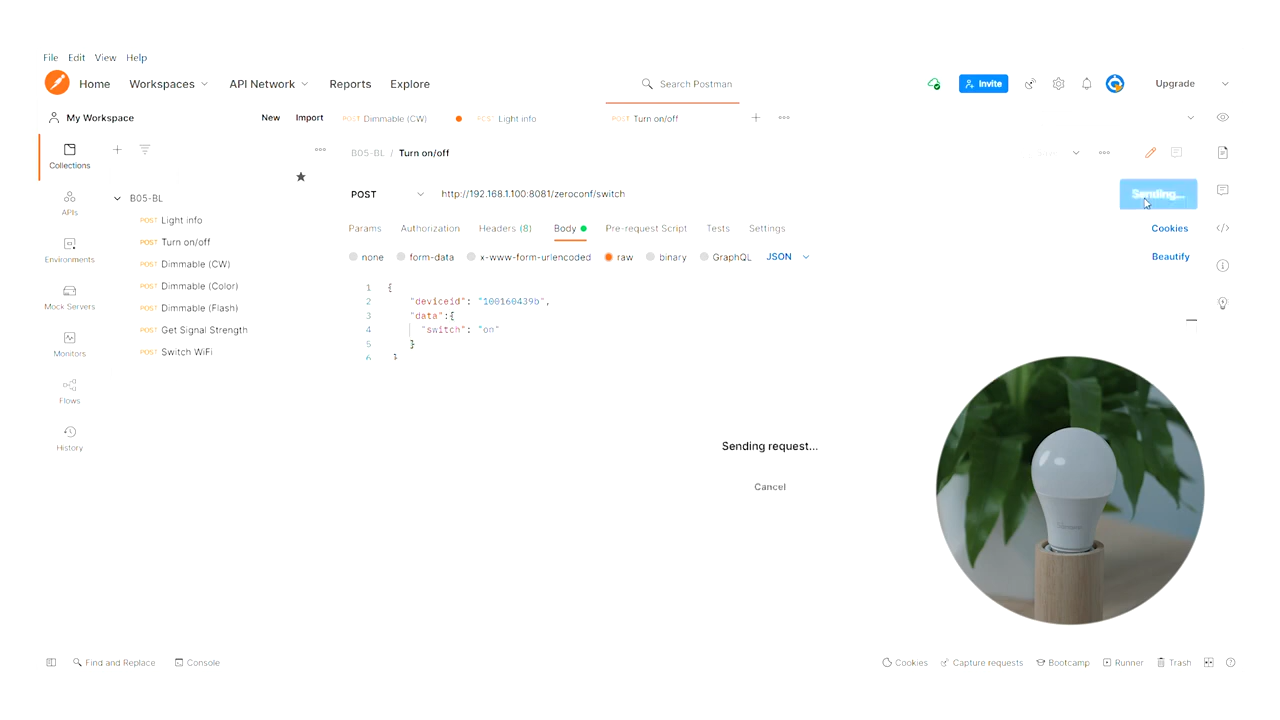 File Edit View Help
Home Workspaces API Network Reports Explore Search Postman Invite Upgrade
My Workspace New Import POST Dimmable (CW) Light info POST Turn on/off
Collections
B05-BL / Turn on/off
APIs
Environments
Mock Servers
Monitors
Flows
History
B05-BL
POST Light info
POST Turn on/off
POST Dimmable (CW)
POST Dimmable (Color)
POST Dimmable (Flash)
POST Get Signal Strength
POST Switch WiFi
POST http://192.168.1.100:8081/zeroconf/switch Sending...
Params Authorization Headers (8) Body Pre-request Script Tests Settings Cookies
none form-data x-www-form-urlencoded raw binary GraphQL JSON Beautify
1 {
2 "deviceid": "100160439b",
3 "data":{
4 "switch": "on"
5 }
6 }
Sending request...
Cancel
Find and Replace Console Cookies Capture requests Bootcamp Runner Trash